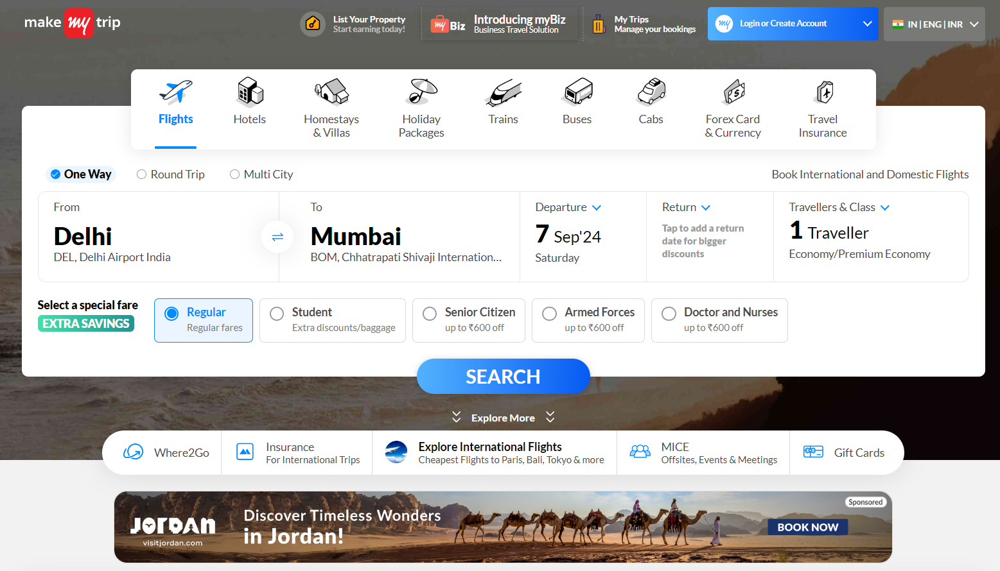 make my trip
List Your Property
Start earning today!
my Biz
Introducing myBiz
Business Travel Solution
My Trips
Manage your bookings
my Login or Create Account
IN | ENG | INR
Flights
Hotels
Homestays
& Villas
Holiday
Packages
Trains
Buses
Cabs
Forex Card
& Currency
Travel
Insurance
One Way
Round Trip
Multi City
Book International and Domestic Flights
From
Delhi
DEL, Delhi Airport India
To
Mumbai
BOM, Chhatrapati Shivaji Internation...
Departure
7 Sep'24
Saturday
Return
Tap to add a return
date for bigger
discounts
Travellers & Class
1 Traveller
Economy/Premium Economy
Select a special fare
EXTRA SAVINGS
Regular
Regular fares
Student
Extra discounts/baggage
Senior Citizen
up to ₹600 off
Armed Forces
up to ₹600 off
Doctor and Nurses
up to ₹600 off
SEARCH
Explore More
Where2Go
Insurance
For International Trips
Explore International Flights
Cheapest Flights to Paris, Bali, Tokyo & more
MICE
Offsites, Events & Meetings
Gift Cards
JORDAN
visitjordan.com
Discover Timeless Wonders
in Jordan!
Sponsored
BOOK NOW